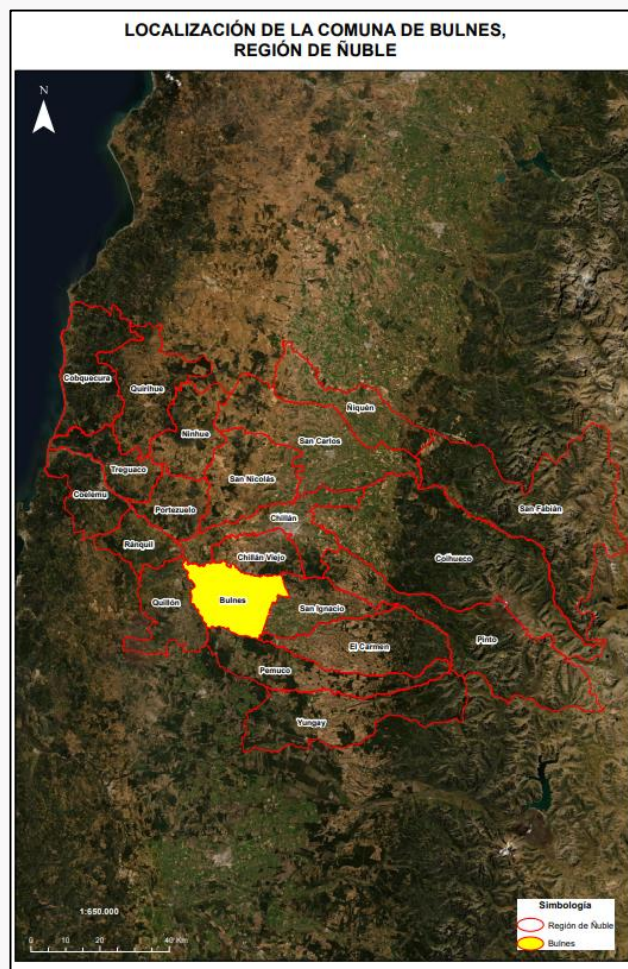 LOCALIZACIÓN DE LA COMUNA DE BULNES,
REGIÓN DE ÑUBLE
N
Cobquecura
Quirihue
Ñiquén
Ninhue
San Carlos
Treguaco
San Nicolás
Coelemu
Portezuelo
San Fabián
Chillán
Ránquil
Chillán Viejo
Coihueco
Quillón
Bulnes
San Ignacio
Pinto
El Carmen
Pemuco
Yungay
1:650.000
0 10 20 40 Km
Simbología
Región de Ñuble
Bulnes